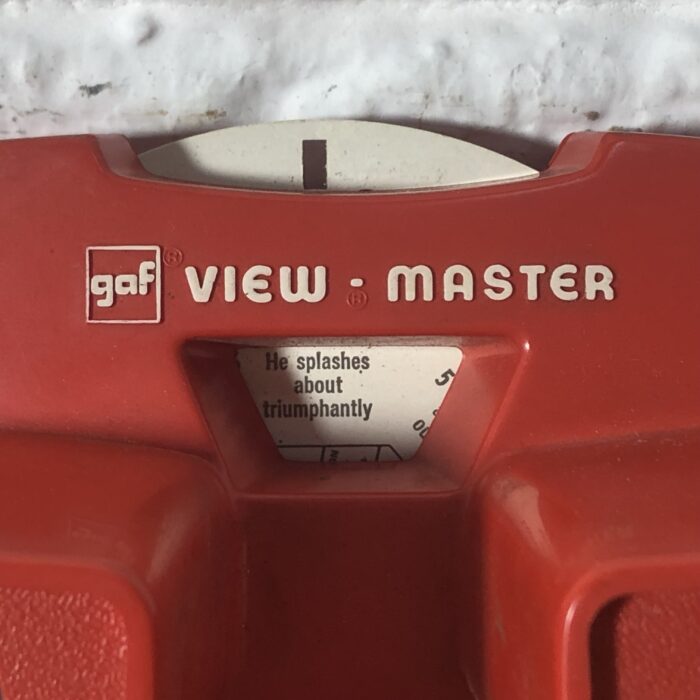 gaf® VIEW-MASTER®
He splashes
about
triumphantly
5